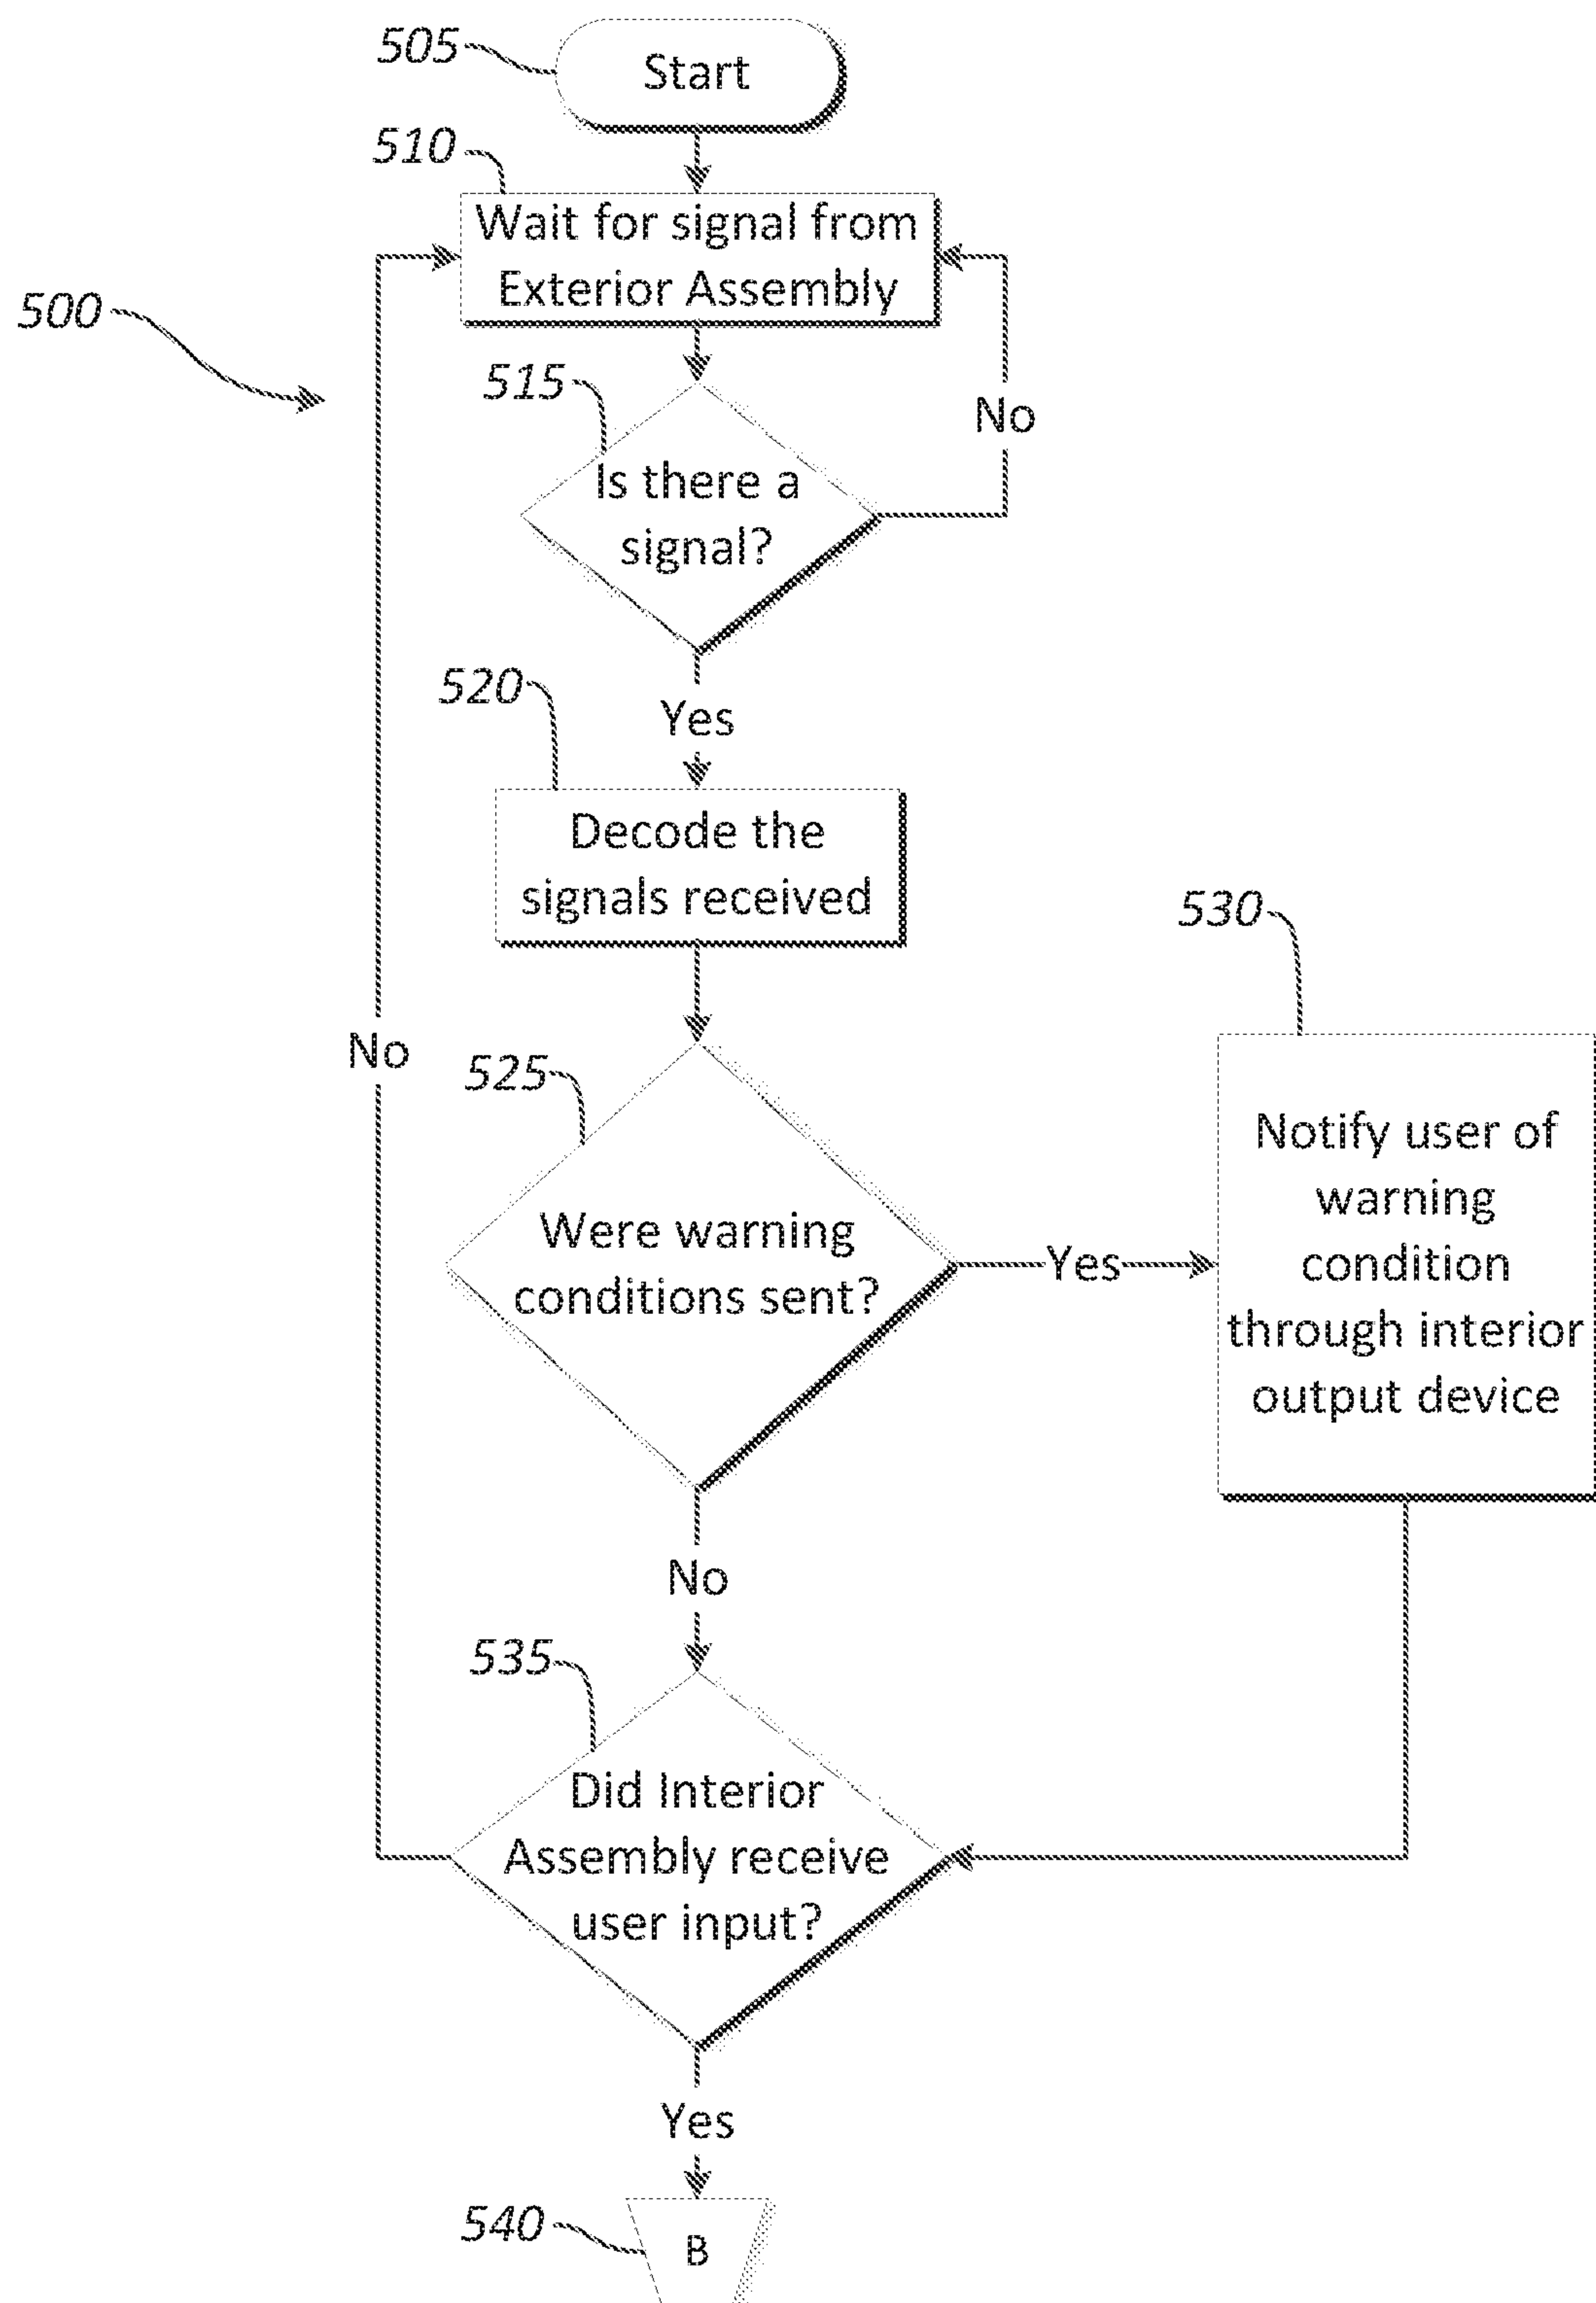 505
Start
510
Wait for signal from
Exterior Assembly
500
515
No
Is there a
signal?
520
Yes
Decode the
signals received
530
No
525
Notify user of
warning
condition
through interior
output device
Were warning
conditions sent?
Yes
No
535
Did Interior
Assembly receive
user input?
Yes
540
B